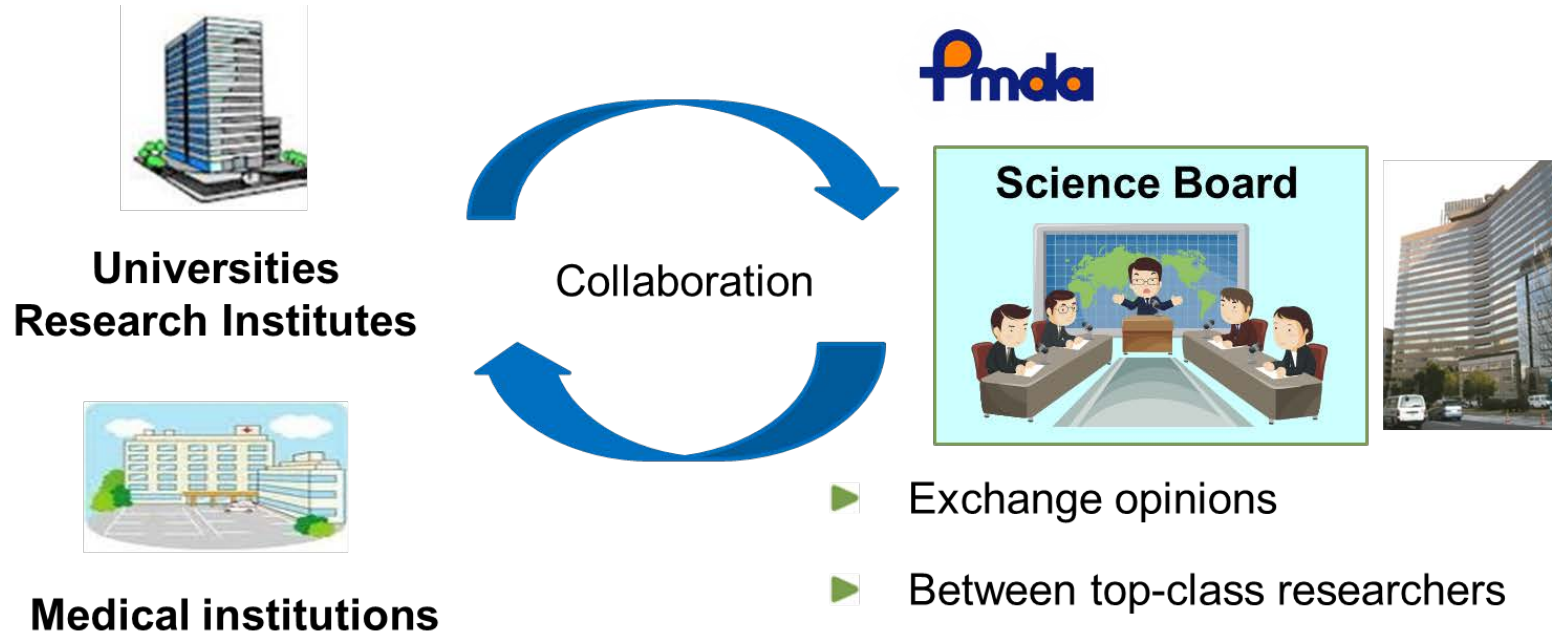 Pmda
Universities
Research Institutes
Medical institutions
Collaboration
Science Board
Exchange opinions
Between top-class researchers